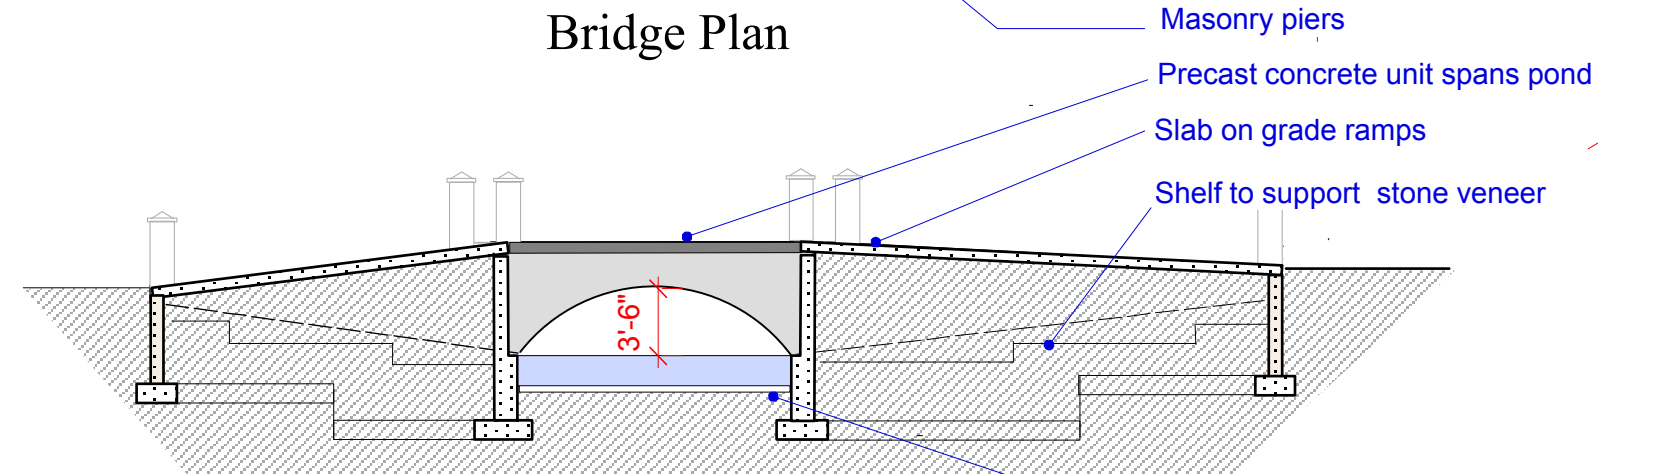 Bridge Plan
Masonry piers
Precast concrete unit spans pond
Slab on grade ramps
Shelf to support stone veneer
3'-6"